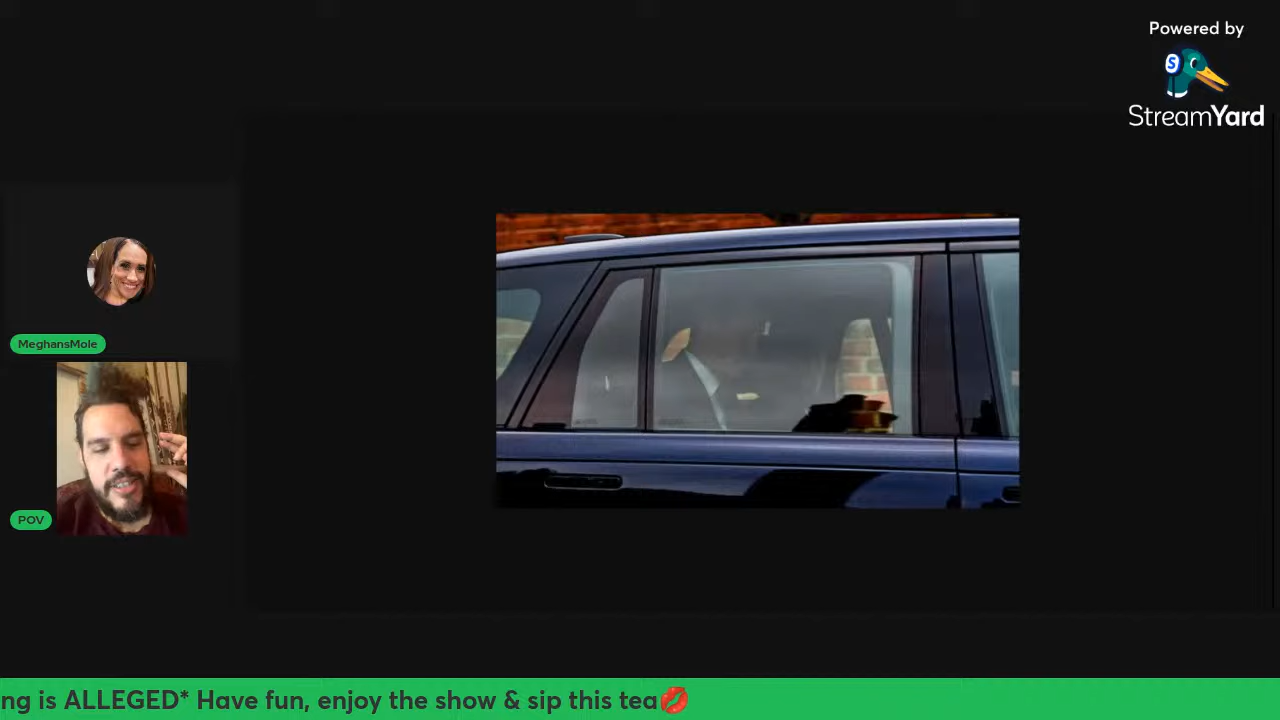 Powered by
S
StreamYard
MeghansMole
POV
ng is ALLEGED* Have fun, enjoy the show & sip this tea💋